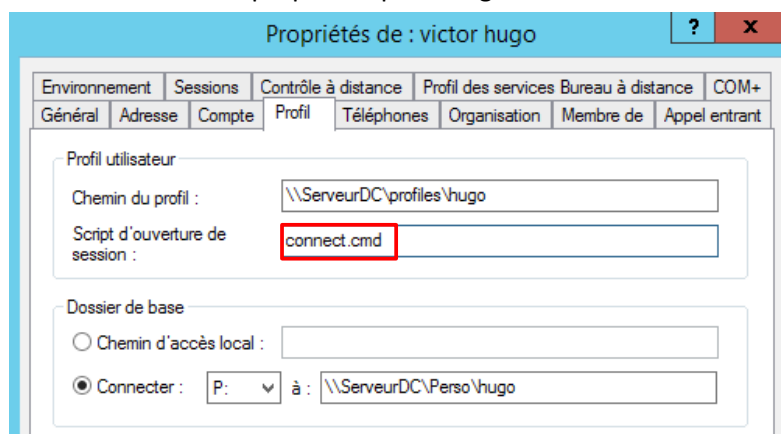 Propriétés de : victor hugo ? x
Environnement Sessions Contrôle à distance Profil des services Bureau à distance COM+
Général Adresse Compte Profil Téléphones Organisation Membre de Appel entrant
Profil utilisateur
Chemin du profil : \\ServeurDC\profiles\hugo
Script d'ouverture de
session : connect.cmd
Dossier de base
Chemin d'accès local :
Connecter : P: à : \\ServeurDC\Perso\hugo